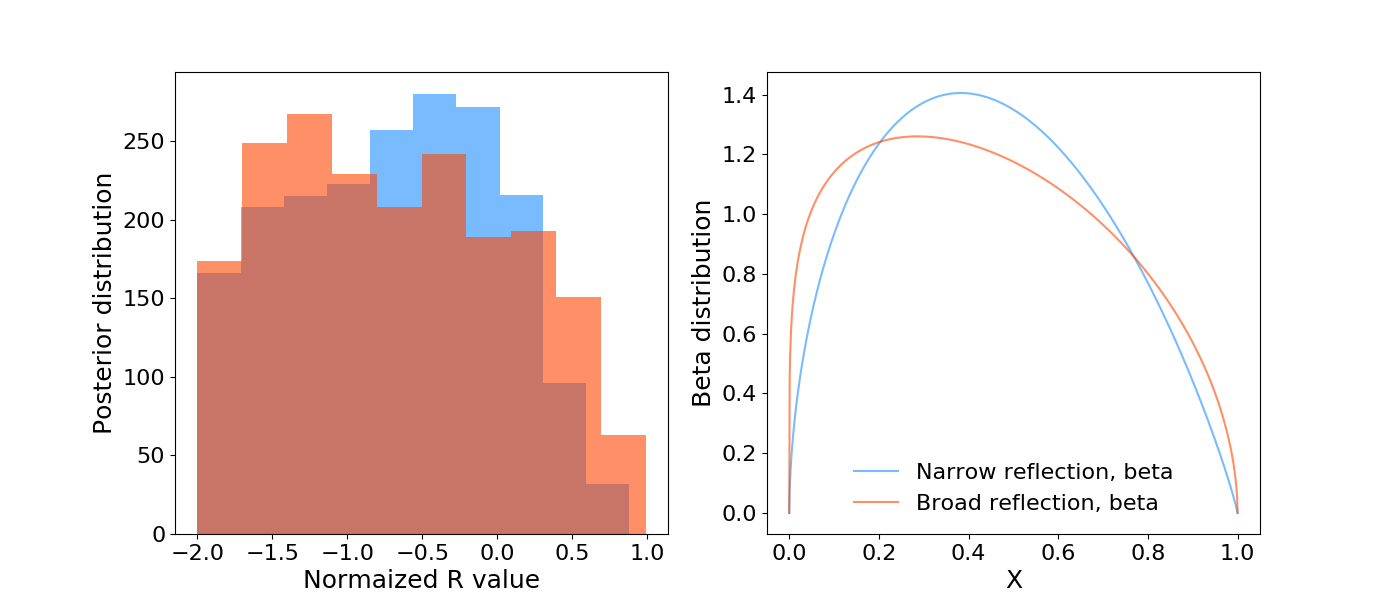 Posterior distribution
250
200
150
100
50
0
−2.0 −1.5 −1.0 −0.5 0.0 0.5 1.0
Normaized R value
Beta distribution
1.4
1.2
1.0
0.8
0.6
0.4
0.2
0.0
Narrow reflection, beta
Broad reflection, beta
0.0 0.2 0.4 0.6 0.8 1.0
X